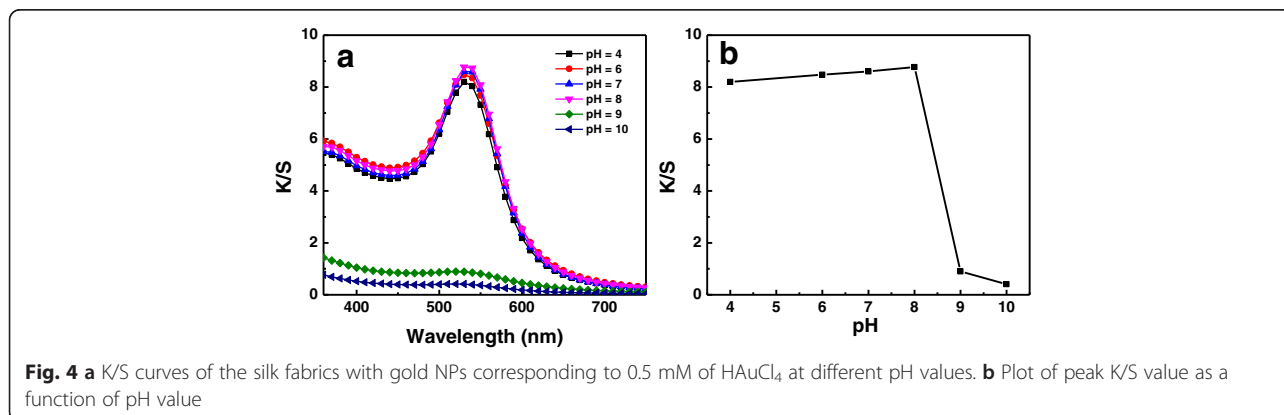 a
pH = 4
pH = 6
pH = 7
pH = 8
pH = 9
pH = 10
K/S
10
8
6
4
2
0
400 500 600 700
Wavelength (nm)
b
K/S
10
8
6
4
2
0
4 5 6 7 8 9 10
pH
Fig. 4 a K/S curves of the silk fabrics with gold NPs corresponding to 0.5 mM of HAuCl₄ at different pH values. b Plot of peak K/S value as a
function of pH value